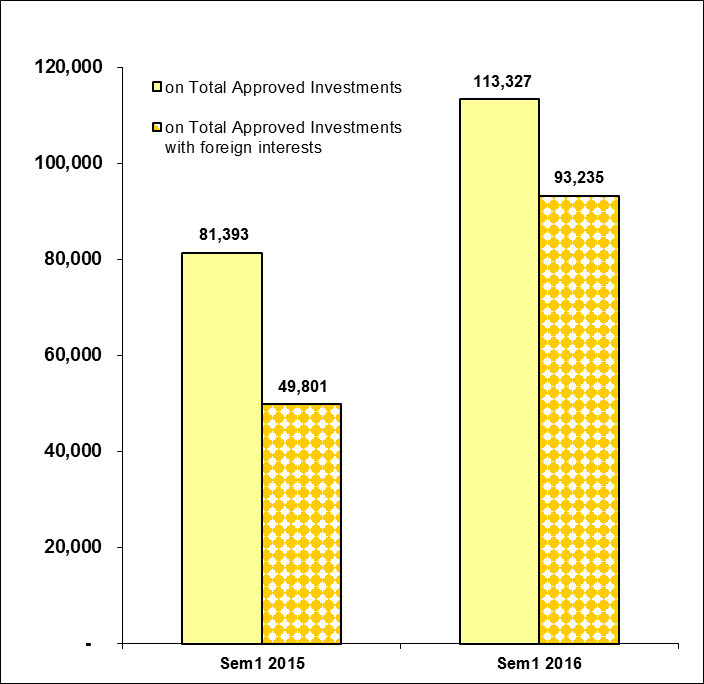 120,000
100,000
80,000
60,000
40,000
20,000
-
on Total Approved Investments
on Total Approved Investments
with foreign interests
81,393
49,801
113,327
93,235
Sem1 2015
Sem1 2016